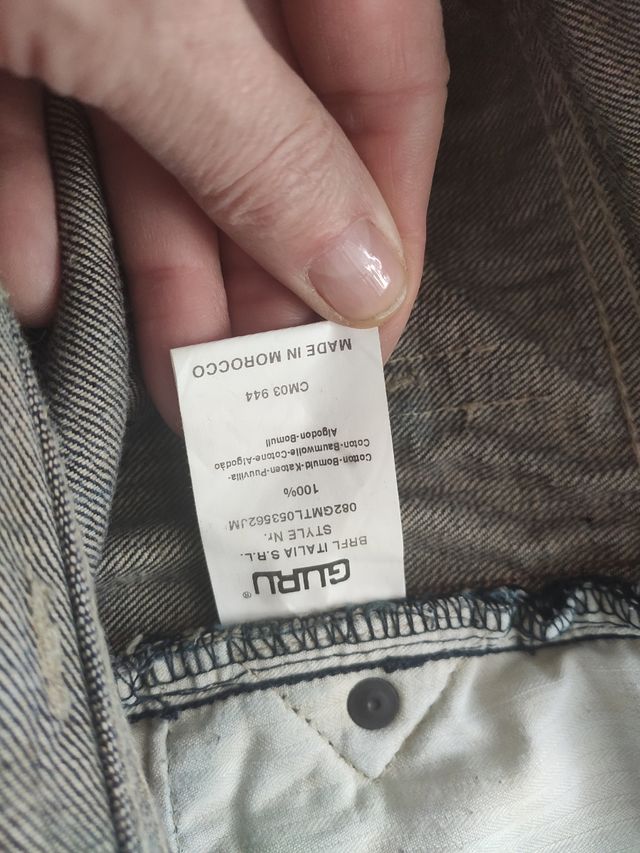 GURU®
BRFL ITALIA S.R.L.
STYLE Nr.
082GMTL053562JM
100%
Cotton-Bomuld-Katoen-Puuvilla-
Coton-Baumwolle-Cotone-Algodão
Algodon-Bomull
CM03 944
MADE IN MOROCCO